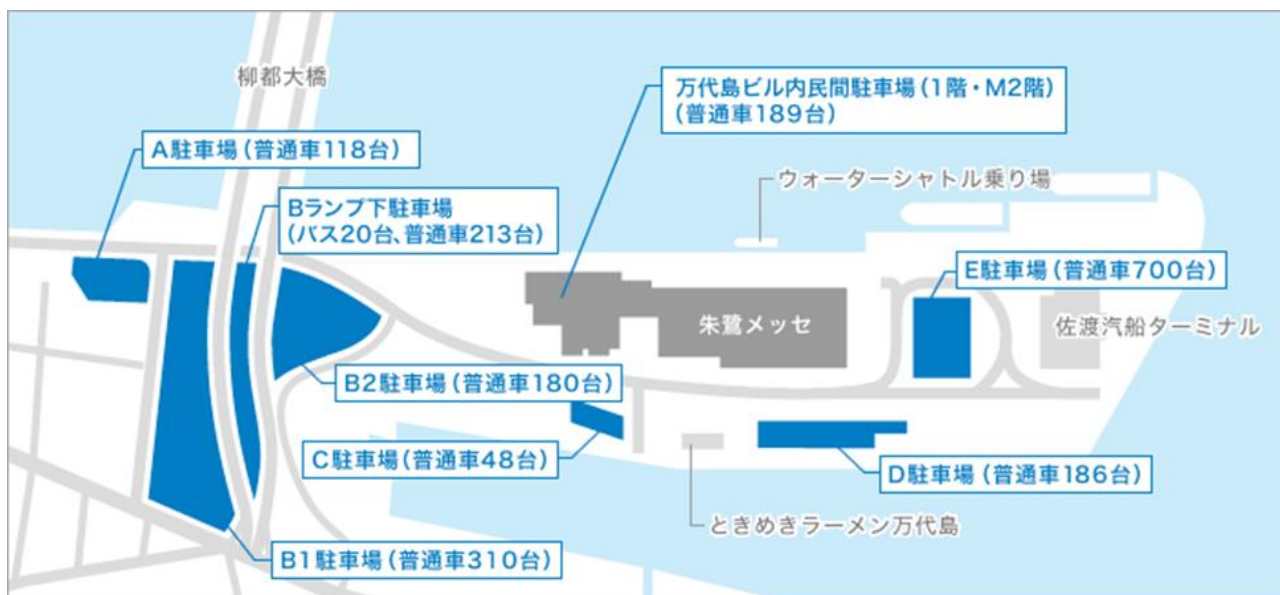 柳都大橋
万代島ビル内民間駐車場(1階・M2階)
(普通車189台)
A駐車場(普通車118台)
ウォーターシャトル乗り場
Bランプ下駐車場
(バス20台、普通車213台)
E駐車場(普通車700台)
朱鷺メッセ
佐渡汽船ターミナル
B2駐車場(普通車180台)
C駐車場(普通車48台)
D駐車場(普通車186台)
ときめきラーメン万代島
B1駐車場(普通車310台)